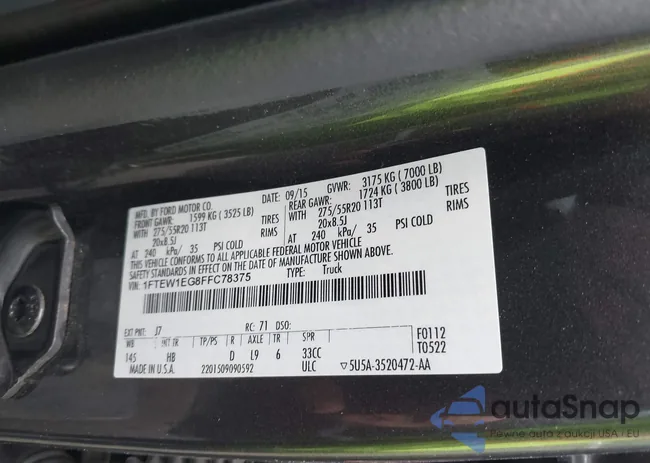 MFD. BY FORD MOTOR CO.
DATE: 09/15 GVWR: 3175 KG ( 7000 LB)
FRONT GAWR: 1599 KG ( 3525 LB) REAR GAWR: 1724 KG ( 3800 LB)
WITH 275/55R20 113T TIRES WITH 275/55R20 113T TIRES
20x8.5J RIMS 20x8.5J RIMS
AT 240 kPa/ 35 PSI COLD AT 240 kPa/ 35 PSI COLD
THIS VEHICLE CONFORMS TO ALL APPLICABLE FEDERAL MOTOR VEHICLE
SAFETY STANDARDS IN EFFECT ON THE DATE OF MANUFACTURE SHOWN ABOVE.
VIN: 1FTEW1EG8FFC78375 TYPE: Truck
EXT PNT: J7 RC: 71 DSO: F0112
WB INT TR TP/PS R AXLE TR SPR T0522
145 HB D L9 6 33CC
MADE IN U.S.A. 2201509090592 ULC ▽5U5A-3520472-AA
autaSnap
Pewne auta z aukcji USA i EU